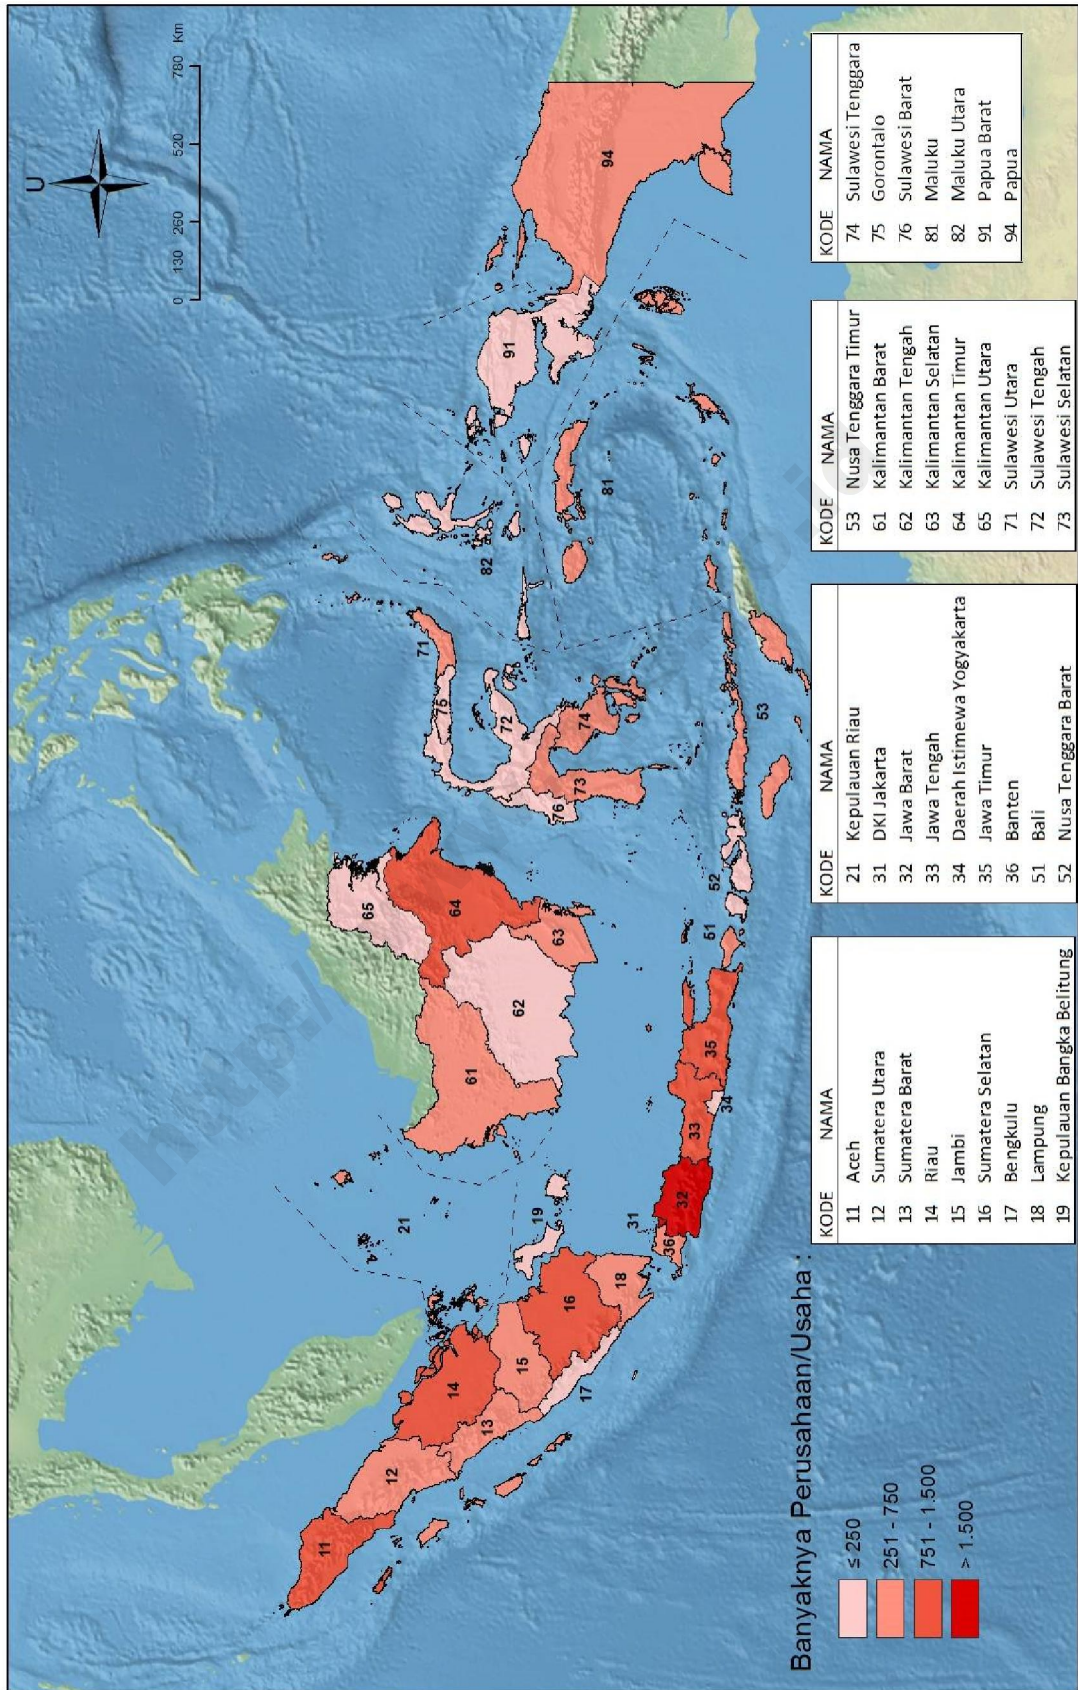 U
0 130 260 520 780 Km
11
12
13
14
15
16
17
18
19
21
31
32
33
34
35
36
51
52
53
61
62
63
64
65
71
72
73
74
75
76
81
82
91
94
Banyaknya Perusahaan/Usaha :
≤ 250
251 - 750
751 - 1.500
> 1.500
KODE NAMA
11 Aceh
12 Sumatera Utara
13 Sumatera Barat
14 Riau
15 Jambi
16 Sumatera Selatan
17 Bengkulu
18 Lampung
19 Kepulauan Bangka Belitung
KODE NAMA
21 Kepulauan Riau
31 DKI Jakarta
32 Jawa Barat
33 Jawa Tengah
34 Daerah Istimewa Yogyakarta
35 Jawa Timur
36 Banten
51 Bali
52 Nusa Tenggara Barat
KODE NAMA
53 Nusa Tenggara Timur
61 Kalimantan Barat
62 Kalimantan Tengah
63 Kalimantan Selatan
64 Kalimantan Timur
65 Kalimantan Utara
71 Sulawesi Utara
72 Sulawesi Tengah
73 Sulawesi Selatan
KODE NAMA
74 Sulawesi Tenggara
75 Gorontalo
76 Sulawesi Barat
81 Maluku
82 Maluku Utara
91 Papua Barat
94 Papua